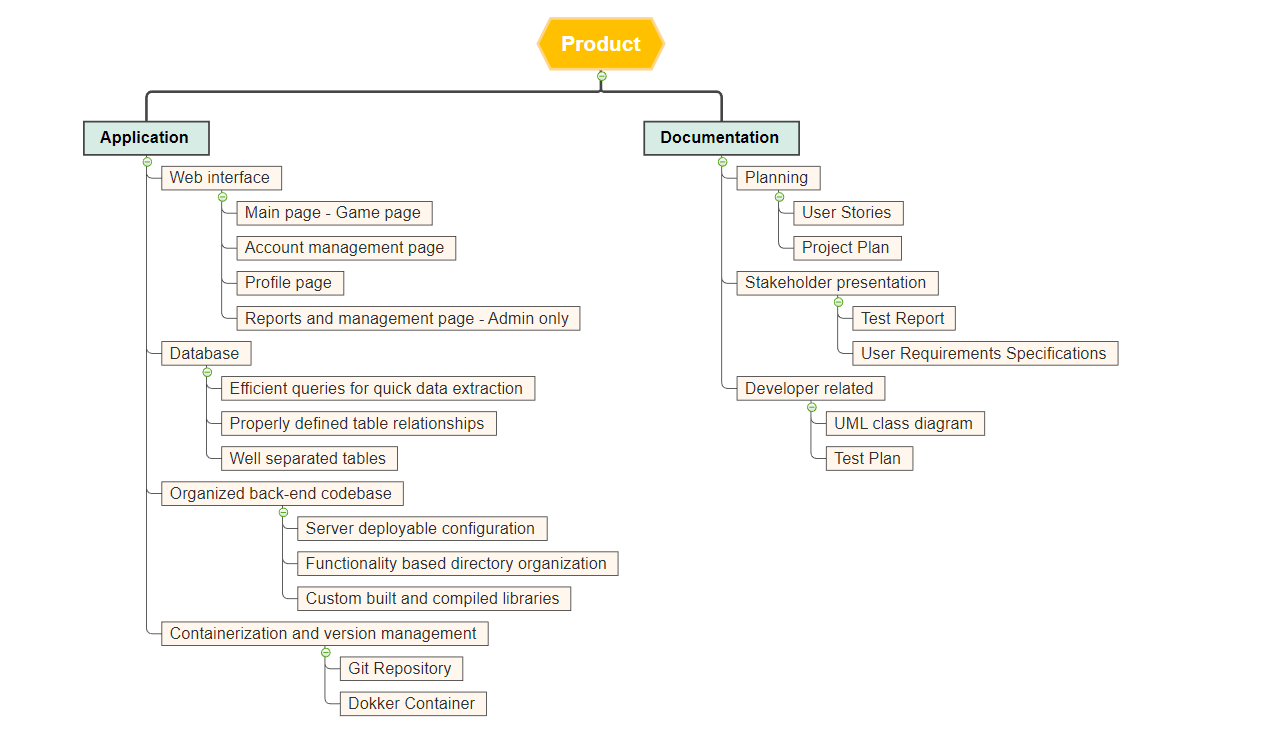 Product
Application
Web interface
Main page - Game page
Account management page
Profile page
Reports and management page - Admin only
Database
Efficient queries for quick data extraction
Properly defined table relationships
Well separated tables
Organized back-end codebase
Server deployable configuration
Functionality based directory organization
Custom built and compiled libraries
Containerization and version management
Git Repository
Dokker Container
Documentation
Planning
User Stories
Project Plan
Stakeholder presentation
Test Report
User Requirements Specifications
Developer related
UML class diagram
Test Plan